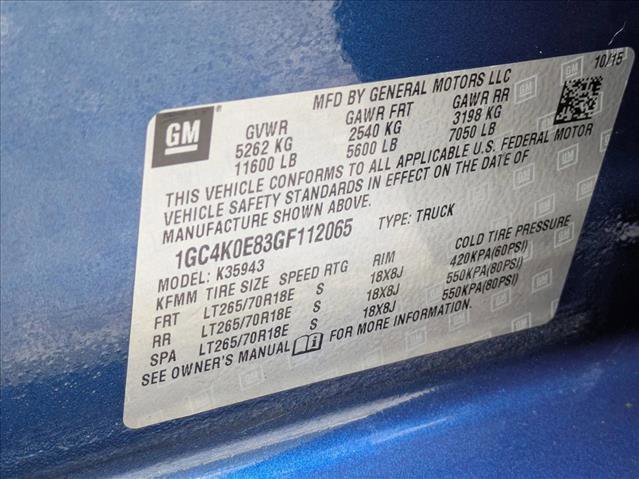 GM
MFD BY GENERAL MOTORS LLC
10/15
GVWR GAWR FRT GAWR RR
5262 KG 2540 KG 3198 KG
11600 LB 5600 LB 7050 LB
THIS VEHICLE CONFORMS TO ALL APPLICABLE U.S. FEDERAL MOTOR
VEHICLE SAFETY STANDARDS IN EFFECT ON THE DATE OF
MANUFACTURE SHOWN ABOVE.
1GC4K0E83GF112065 TYPE: TRUCK
MODEL: K35943
KFMM TIRE SIZE SPEED RTG RIM COLD TIRE PRESSURE
FRT LT265/70R18E S 18X8J 420KPA(60PSI)
RR LT265/70R18E S 18X8J 550KPA(80PSI)
SPA LT265/70R18E S 18X8J 550KPA(80PSI)
SEE OWNER'S MANUAL FOR MORE INFORMATION.